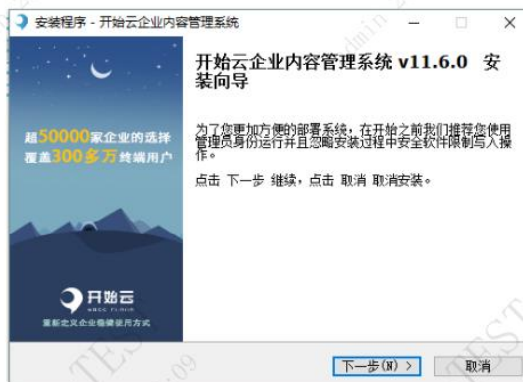 安装程序 - 开始云企业内容管理系统
开始云企业内容管理系统 v11.6.0 安
装向导
超50000家企业的选择
覆盖300多万终端用户
为了您更加方便的部署系统，在开始之前我们推荐您使用
管理员身份运行并且忽略安装过程中安全软件限制写入操
作。
点击 下一步 继续，点击 取消 取消安装。
开始云
下一步(N) >
取消
admin
TEST
TEST
:09